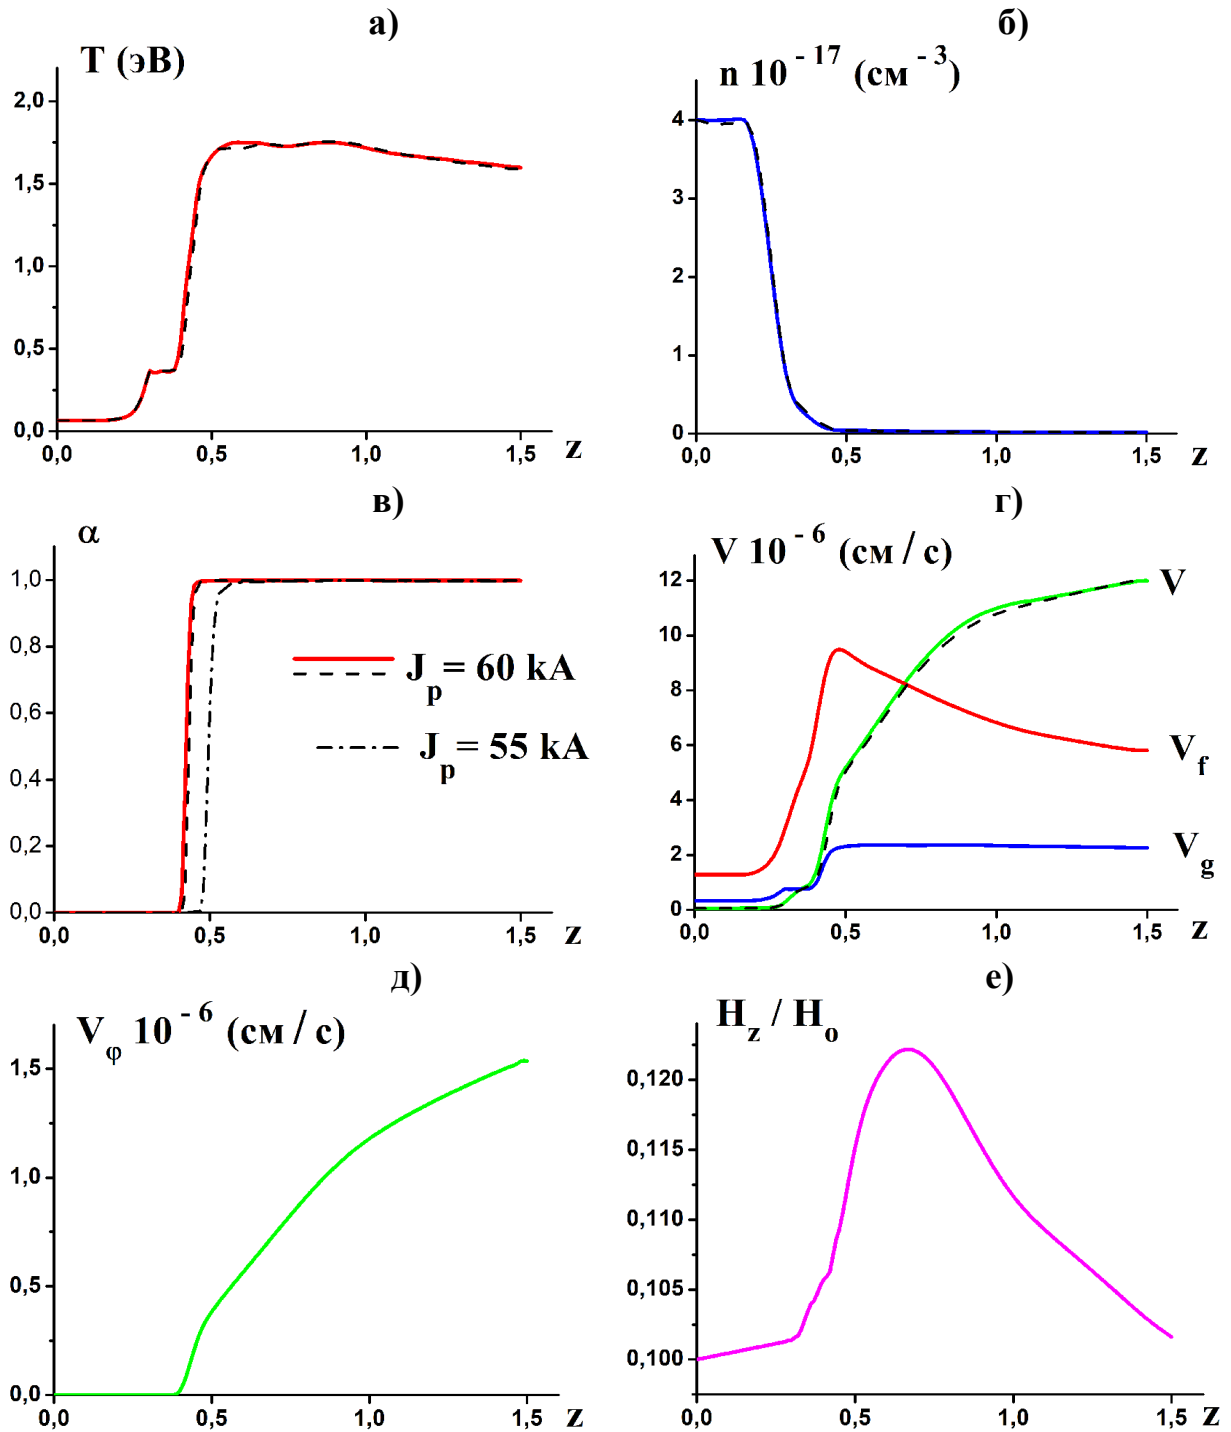 а)
T (эВ)
2,0
1,5
1,0
0,5
0,0
0,0 0,5 1,0 1,5 z
б)
n 10 - 17 (см - 3)
4
3
2
1
0
0,0 0,5 1,0 1,5 z
в)
α
1,0
0,8
0,6
0,4
0,2
0,0
J p = 60 kA
J p = 55 kA
0,0 0,5 1,0 1,5 z
г)
V 10 - 6 (см / с)
12
10
8
6
4
2
0
V
V f
V g
0,0 0,5 1,0 1,5 z
д)
V φ 10 - 6 (см / с)
1,5
1,0
0,5
0,0
0,0 0,5 1,0 1,5 z
е)
H z / H o
0,120
0,115
0,110
0,105
0,100
0,0 0,5 1,0 1,5 z